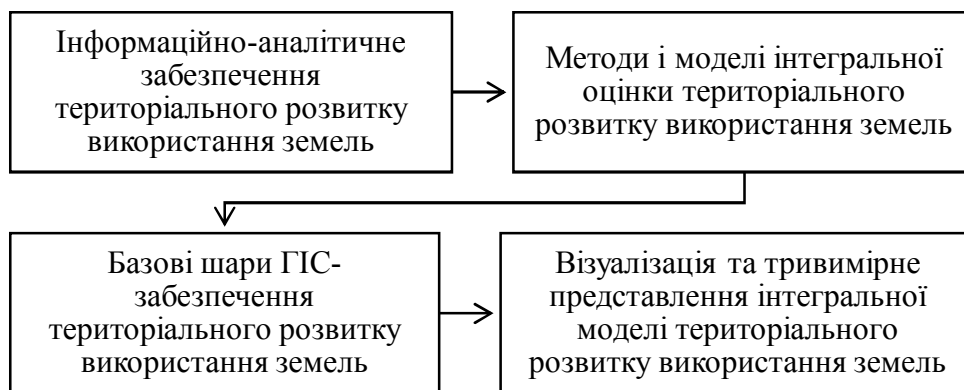 Інформаційно-аналітичне
забезпечення
територіального розвитку
використання земель
Методи і моделі інтегральної
оцінки територіального
розвитку використання земель
Базові шари ГІС-
забезпечення
територіального розвитку
використання земель
Візуалізація та тривимірне
представлення інтегральної
моделі територіального
розвитку використання земель